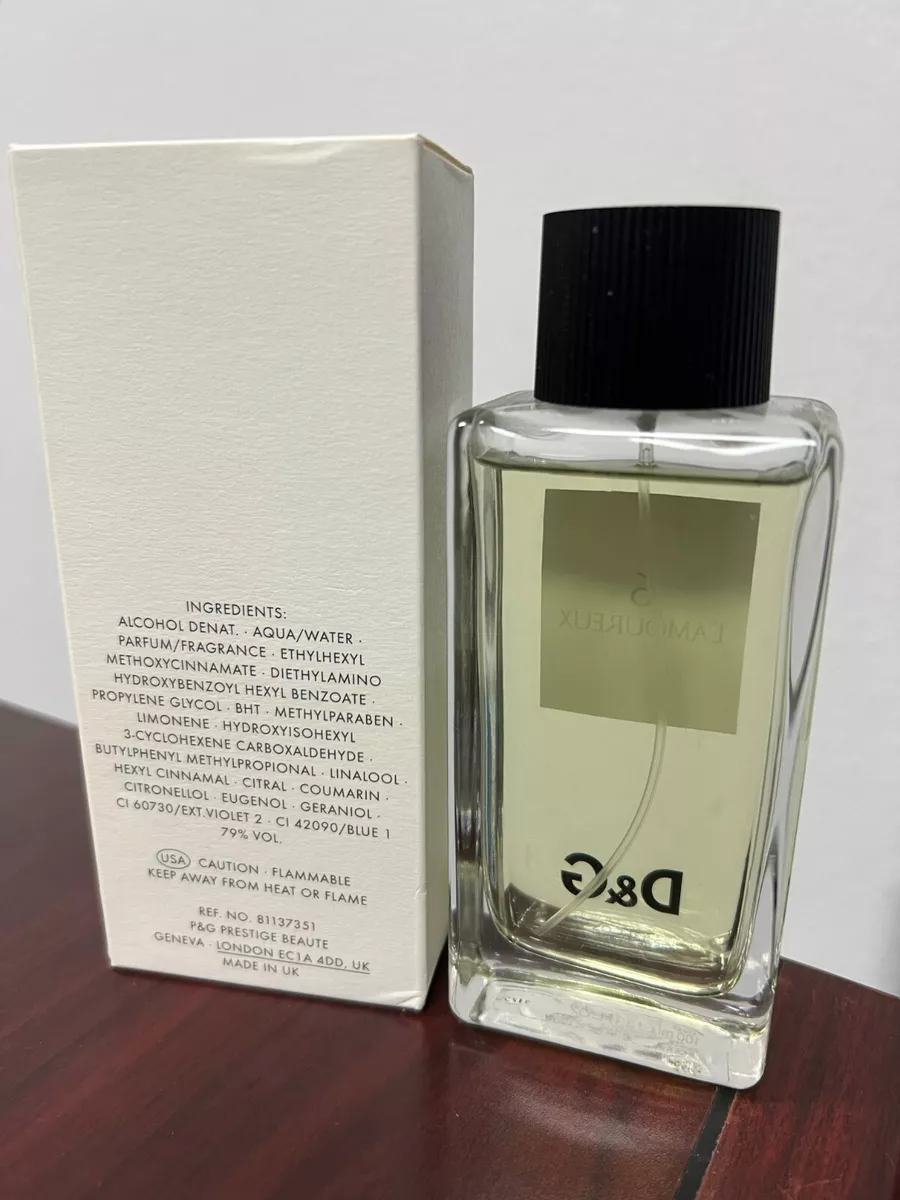 INGREDIENTS:
ALCOHOL DENAT. · AQUA/WATER ·
PARFUM/FRAGRANCE · ETHYLHEXYL
METHOXYCINNAMATE · DIETHYLAMINO
HYDROXYBENZOYL HEXYL BENZOATE ·
PROPYLENE GLYCOL · BHT · METHYLPARABEN ·
LIMONENE · HYDROXYISOHEXYL
3-CYCLOHEXENE CARBOXALDEHYDE ·
BUTYLPHENYL METHYLPROPIONAL · LINALOOL ·
HEXYL CINNAMAL · CITRAL · COUMARIN ·
CITRONELLOL · EUGENOL · GERANIOL ·
CI 60730/EXT.VIOLET 2 · CI 42090/BLUE 1
79% VOL.
USA CAUTION · FLAMMABLE
KEEP AWAY FROM HEAT OR FLAME
REF. NO. 81137351
P&G PRESTIGE BEAUTE
GENEVA · LONDON EC1A 4DD, UK
MADE IN UK
L'AMOUREUX
D&G